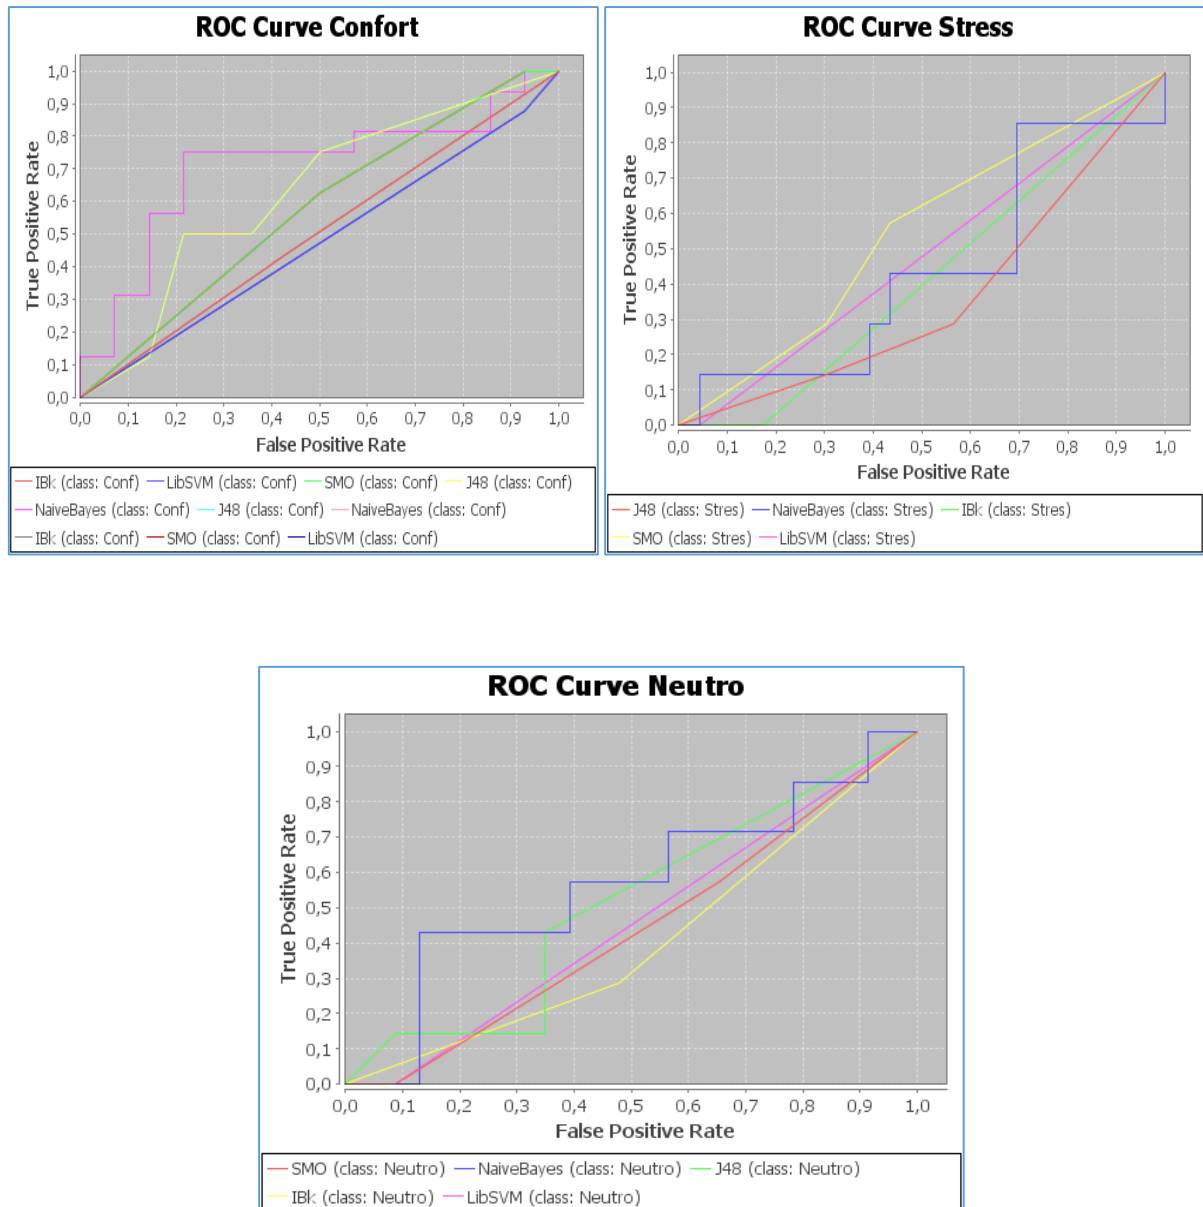 ROC Curve Confort
True Positive Rate
1,0
0,9
0,8
0,7
0,6
0,5
0,4
0,3
0,2
0,1
0,0
0,0 0,1 0,2 0,3 0,4 0,5 0,6 0,7 0,8 0,9 1,0
False Positive Rate
IBk (class: Conf) LibSVM (class: Conf) SMO (class: Conf) J48 (class: Conf)
NaiveBayes (class: Conf) J48 (class: Conf) NaiveBayes (class: Conf)
IBk (class: Conf) SMO (class: Conf) LibSVM (class: Conf)
ROC Curve Stress
True Positive Rate
1,0
0,9
0,8
0,7
0,6
0,5
0,4
0,3
0,2
0,1
0,0
0,0 0,1 0,2 0,3 0,4 0,5 0,6 0,7 0,8 0,9 1,0
False Positive Rate
J48 (class: Stres) NaiveBayes (class: Stres) IBk (class: Stres)
SMO (class: Stres) LibSVM (class: Stres)
ROC Curve Neutro
True Positive Rate
1,0
0,9
0,8
0,7
0,6
0,5
0,4
0,3
0,2
0,1
0,0
0,0 0,1 0,2 0,3 0,4 0,5 0,6 0,7 0,8 0,9 1,0
False Positive Rate
SMO (class: Neutro) NaiveBayes (class: Neutro) J48 (class: Neutro)
IBk (class: Neutro) LibSVM (class: Neutro)